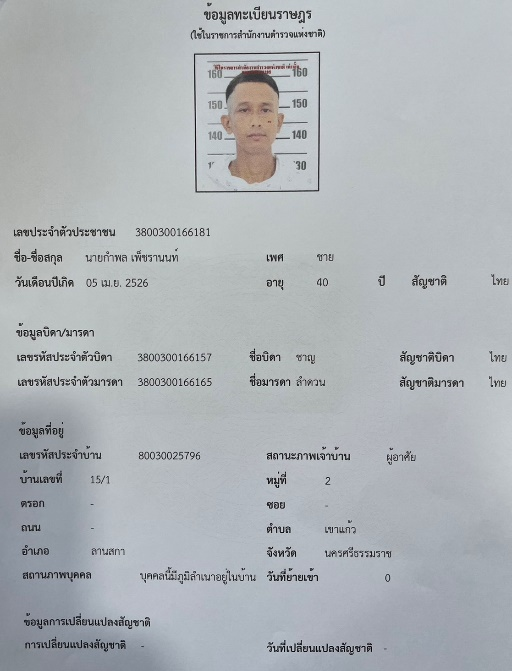 ข้อมูลทะเบียนราษฎร
(ใช้ในราชการสำนักงานตำรวจแห่งชาติ)
160 160
150 150
140 140
30
เลขประจำตัวประชาชน 3800300166181
ชื่อ-ชื่อสกุล นายกำพล เพ็ชรานนท์ เพศ ชาย
วันเดือนปีเกิด 05 เม.ย. 2526 อายุ 40 ปี สัญชาติ ไทย
ข้อมูลบิดา/มารดา
เลขรหัสประจำตัวบิดา 3800300166157 ชื่อบิดา ชาญ สัญชาติบิดา ไทย
เลขรหัสประจำตัวมารดา 3800300166165 ชื่อมารดา ลำดวน สัญชาติมารดา ไทย
ข้อมูลที่อยู่
เลขรหัสประจำบ้าน 80030025796 สถานะภาพเจ้าบ้าน ผู้อาศัย
บ้านเลขที่ 15/1 หมู่ที่ 2
ตรอก - ซอย -
ถนน - ตำบล เขาแก้ว
อำเภอ ลานสกา จังหวัด นครศรีธรรมราช
สถานภาพบุคคล บุคคลนี้มีภูมิลำเนาอยู่ในบ้าน วันที่ย้ายเข้า 0
ข้อมูลการเปลี่ยนแปลงสัญชาติ
การเปลี่ยนแปลงสัญชาติ - วันที่เปลี่ยนแปลงสัญชาติ -